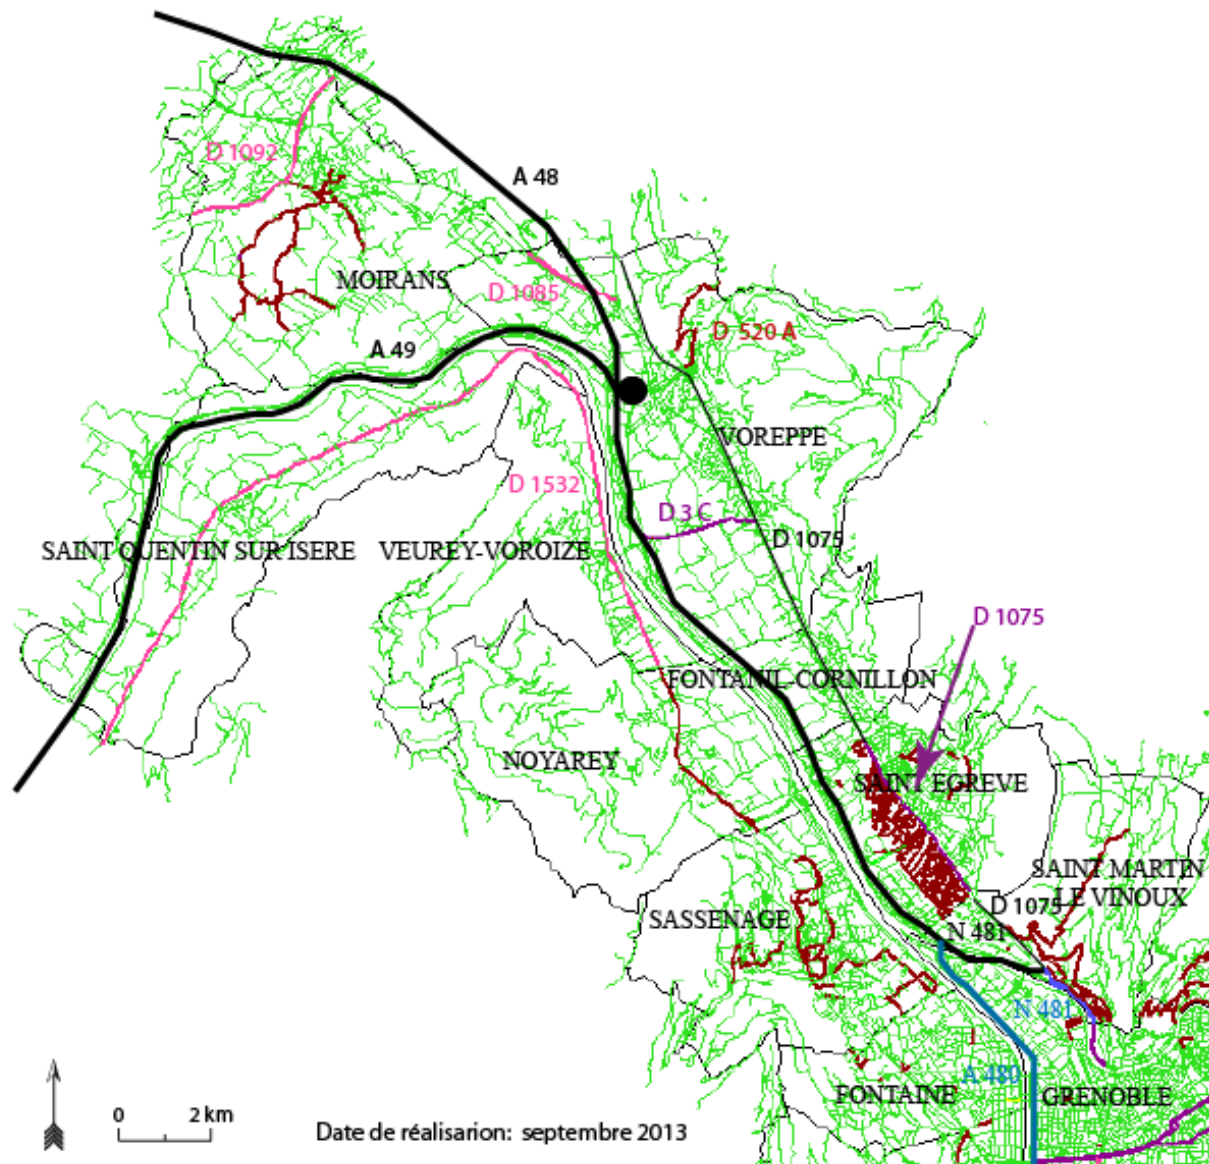 D 1092
A 48
MOIRANS
D 1085
D 520 A
A 49
VOREPPE
D 1532
D 3 C
D 1075
SAINT QUENTIN SUR ISERE
VEUREY-VOROIZE
D 1075
FONTANIL-CORNILLON
NOYAREY
SAINT EGREVE
SAINT MARTIN
LE VINOUX
D 1075
SASSENAGE
N 481
N 481
A 480
FONTAINE
GRENOBLE
0 2 km
Date de réalisarion: septembre 2013